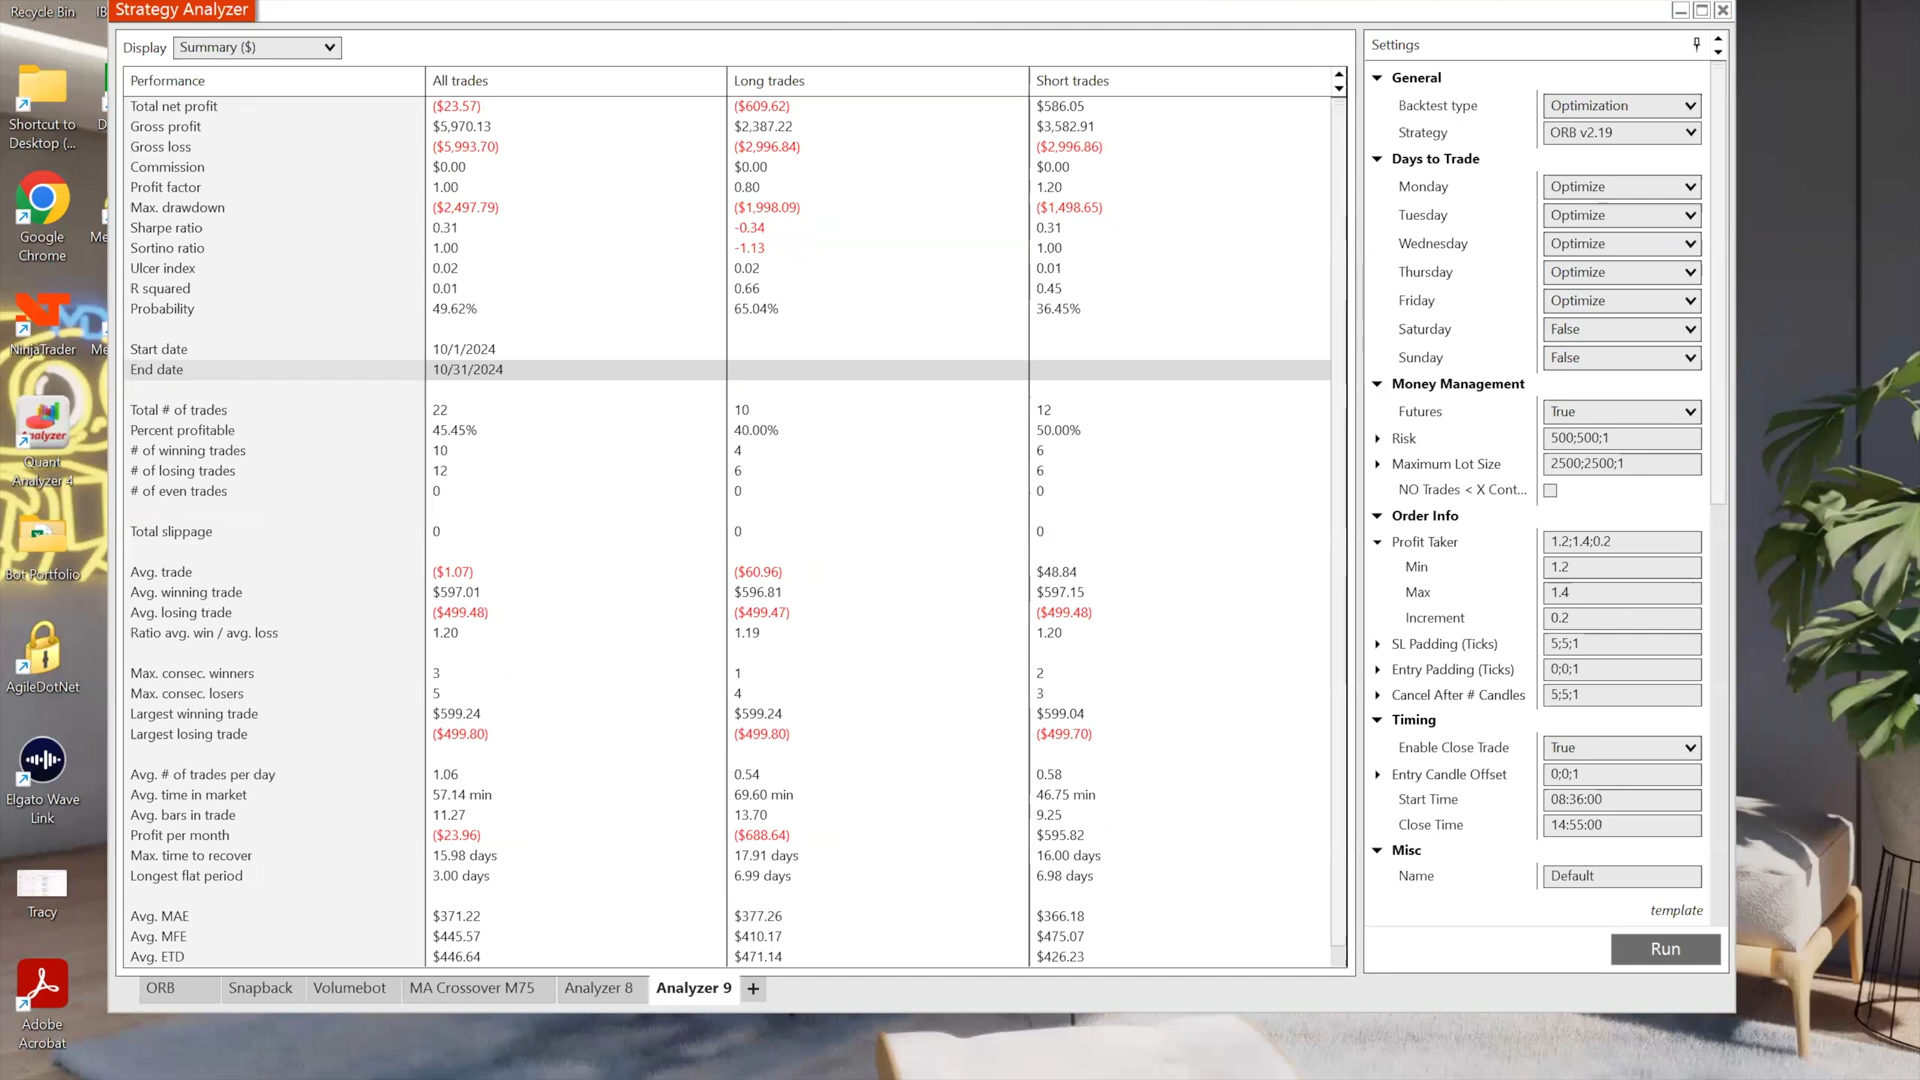 Recycle Bin
IB
Shortcut to
Desktop (...
D
Google
Chrome
Me
NinjaTrader
Me
Analyzer
Quant
Analyzer 4
Bot Portfolio
AgileDotNet
Elgato Wave
Link
Tracy
Adobe
Acrobat
Strategy Analyzer
Display Summary ($)
Performance All trades Long trades Short trades
Total net profit ($23.57) ($609.62) $586.05
Gross profit $5,970.13 $2,387.22 $3,582.91
Gross loss ($5,993.70) ($2,996.84) ($2,996.86)
Commission $0.00 $0.00 $0.00
Profit factor 1.00 0.80 1.20
Max. drawdown ($2,497.79) ($1,998.09) ($1,498.65)
Sharpe ratio 0.31 -0.34 0.31
Sortino ratio 1.00 -1.13 1.00
Ulcer index 0.02 0.02 0.01
R squared 0.01 0.66 0.45
Probability 49.62% 65.04% 36.45%
Start date 10/1/2024
End date 10/31/2024
Total # of trades 22 10 12
Percent profitable 45.45% 40.00% 50.00%
# of winning trades 10 4 6
# of losing trades 12 6 6
# of even trades 0 0 0
Total slippage 0 0 0
Avg. trade ($1.07) ($60.96) $48.84
Avg. winning trade $597.01 $596.81 $597.15
Avg. losing trade ($499.48) ($499.47) ($499.48)
Ratio avg. win / avg. loss 1.20 1.19 1.20
Max. consec. winners 3 1 2
Max. consec. losers 5 4 3
Largest winning trade $599.24 $599.24 $599.04
Largest losing trade ($499.80) ($499.80) ($499.70)
Avg. # of trades per day 1.06 0.54 0.58
Avg. time in market 57.14 min 69.60 min 46.75 min
Avg. bars in trade 11.27 13.70 9.25
Profit per month ($23.96) ($688.64) $595.82
Max. time to recover 15.98 days 17.91 days 16.00 days
Longest flat period 3.00 days 6.99 days 6.98 days
Avg. MAE $371.22 $377.26 $366.18
Avg. MFE $445.57 $410.17 $475.07
Avg. ETD $446.64 $471.14 $426.23
ORB Snapback Volumebot MA Crossover M75 Analyzer 8 Analyzer 9 +
Settings
General
Backtest type Optimization
Strategy ORB v2.19
Days to Trade
Monday Optimize
Tuesday Optimize
Wednesday Optimize
Thursday Optimize
Friday Optimize
Saturday False
Sunday False
Money Management
Futures True
Risk 500;500;1
Maximum Lot Size 2500;2500;1
NO Trades < X Cont...
Order Info
Profit Taker 1.2;1.4;0.2
Min 1.2
Max 1.4
Increment 0.2
SL Padding (Ticks) 5;5;1
Entry Padding (Ticks) 0;0;1
Cancel After # Candles 5;5;1
Timing
Enable Close Trade True
Entry Candle Offset 0;0;1
Start Time 08:36:00
Close Time 14:55:00
Misc
Name Default
template
Run